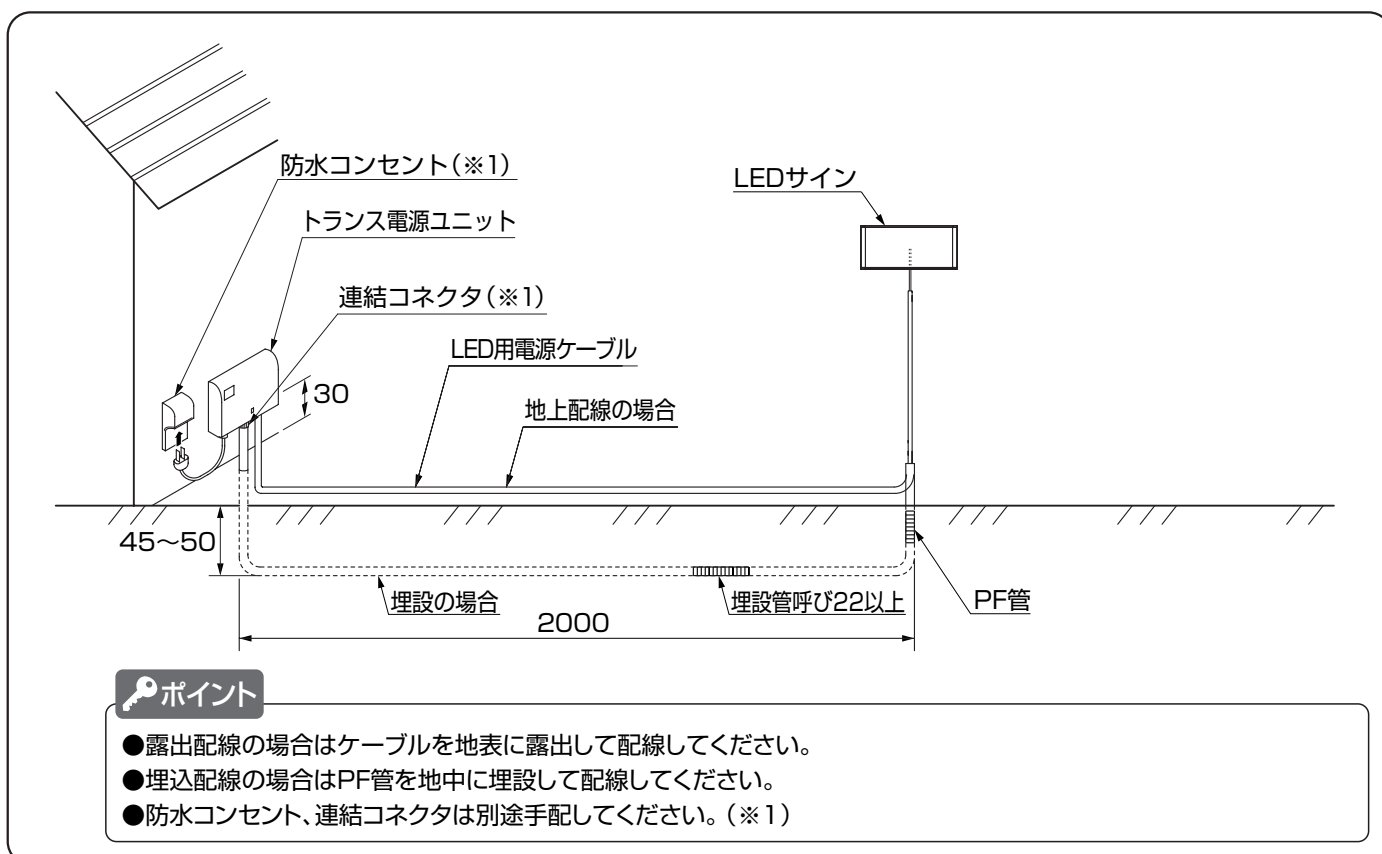 防水コンセント(※1)
LEDサイン
トランス電源ユニット
連結コネクタ(※1)
LED用電源ケーブル
30
地上配線の場合
45～50
埋設の場合
埋設管呼び22以上
PF管
2000
ポイント
●露出配線の場合はケーブルを地表に露出して配線してください。
●埋込配線の場合はPF管を地中に埋設して配線してください。
●防水コンセント、連結コネクタは別途手配してください。(※1)